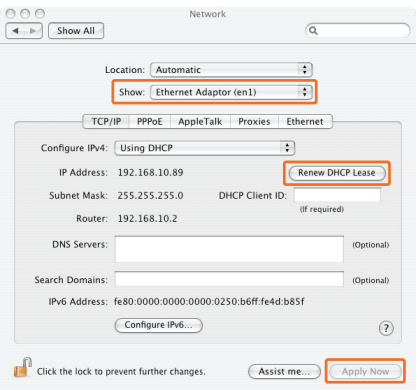 Network
Show All
Location: Automatic
Show: Ethernet Adaptor (en1)
TCP/IP PPPoE AppleTalk Proxies Ethernet
Configure IPv4: Using DHCP
IP Address: 192.168.10.89 Renew DHCP Lease
Subnet Mask: 255.255.255.0 DHCP Client ID:
(If required)
Router: 192.168.10.2
DNS Servers: (Optional)
Search Domains: (Optional)
IPv6 Address: fe80:0000:0000:0000:0250:b6ff:fe4d:b85f
Configure IPv6... ?
Click the lock to prevent further changes. Assist me... Apply Now